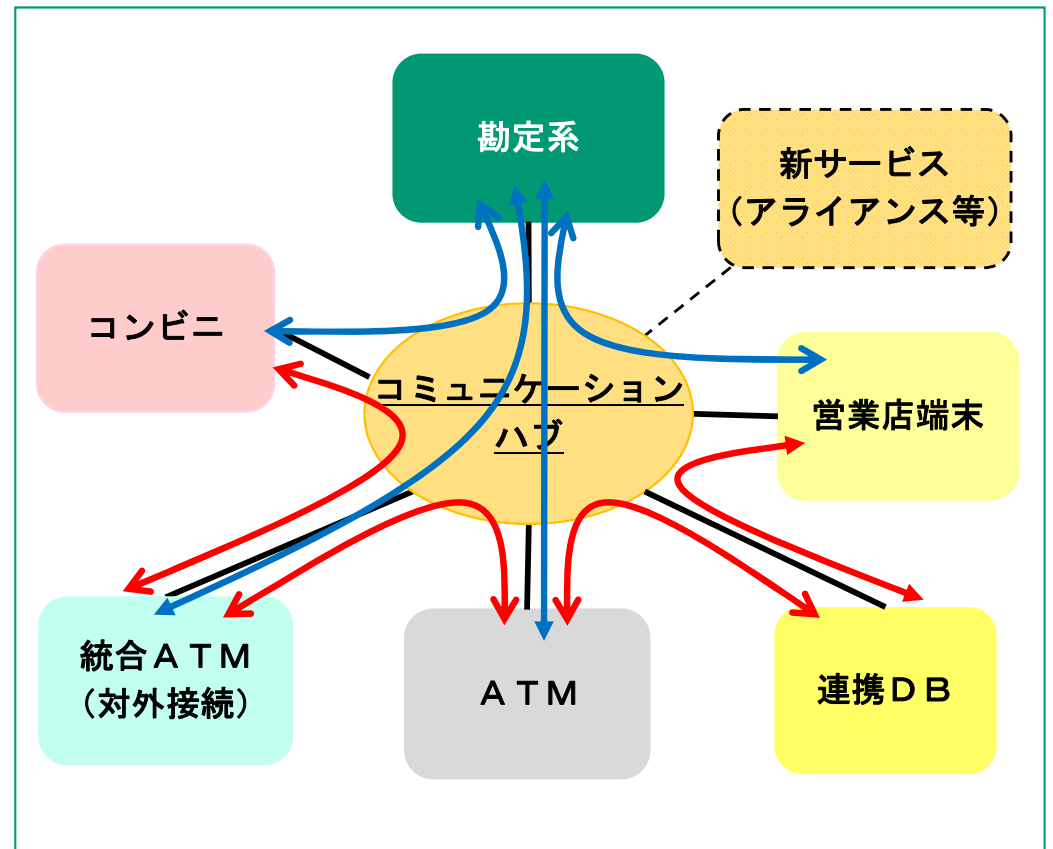 勘定系
新サービス
（アライアンス等）
コンビニ
コミュニケーション
ハブ
営業店端末
統合ＡＴＭ
（対外接続）
ＡＴＭ
連携ＤＢ